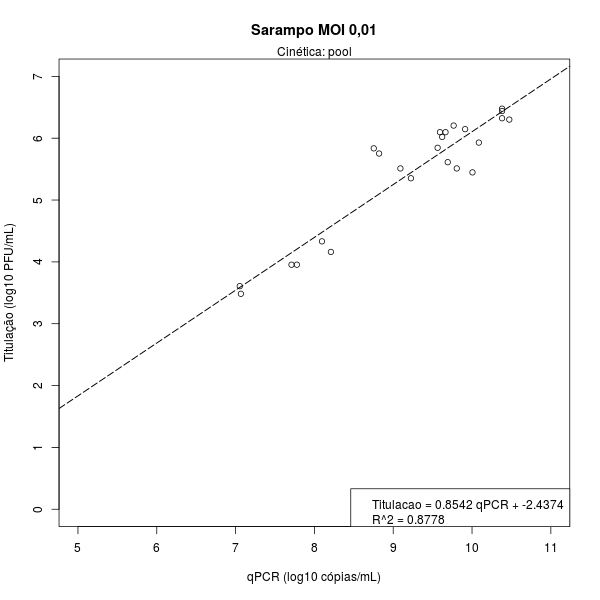 Sarampo MOI 0,01
Cinética: pool
Titulação (log10 PFU/mL)
7
6
5
4
3
2
1
0
Titulacao = 0.8542 qPCR + -2.4374
R^2 = 0.8778
5 6 7 8 9 10 11
qPCR (log10 cópias/mL)